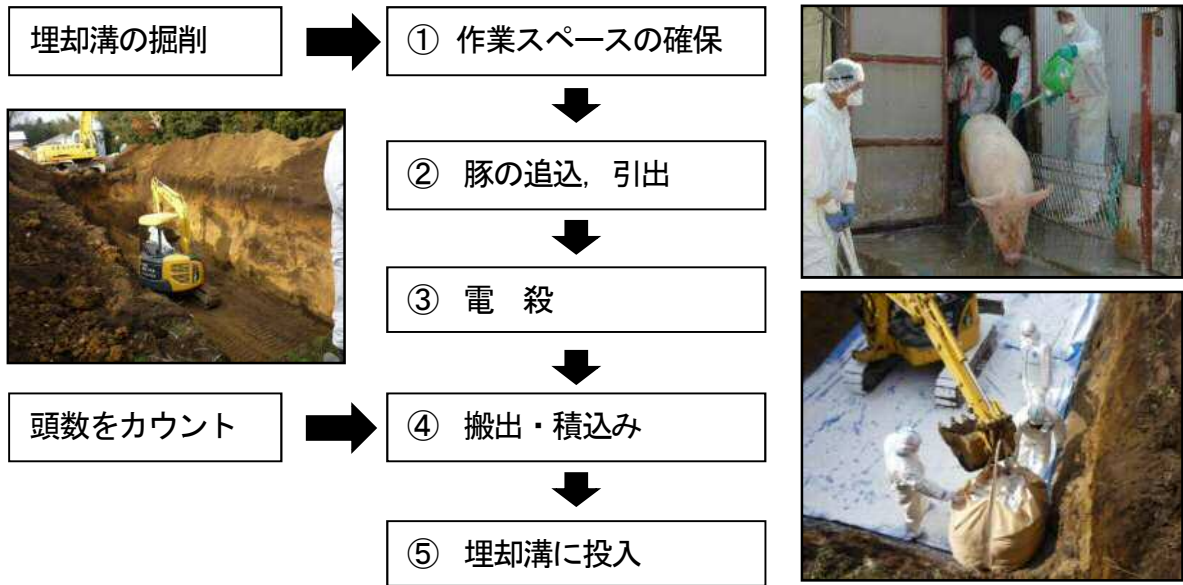 埋却溝の掘削
① 作業スペースの確保
② 豚の追込，引出
③ 電　殺
頭数をカウント
④ 搬出・積込み
⑤ 埋却溝に投入